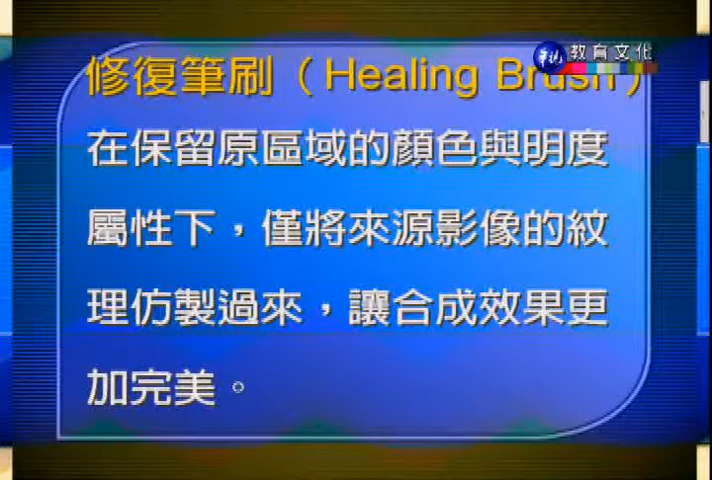 教育文化
修復筆刷（Healing Brush）
在保留原區域的顏色與明度
屬性下，僅將來源影像的紋
理仿製過來，讓合成效果更
加完美。